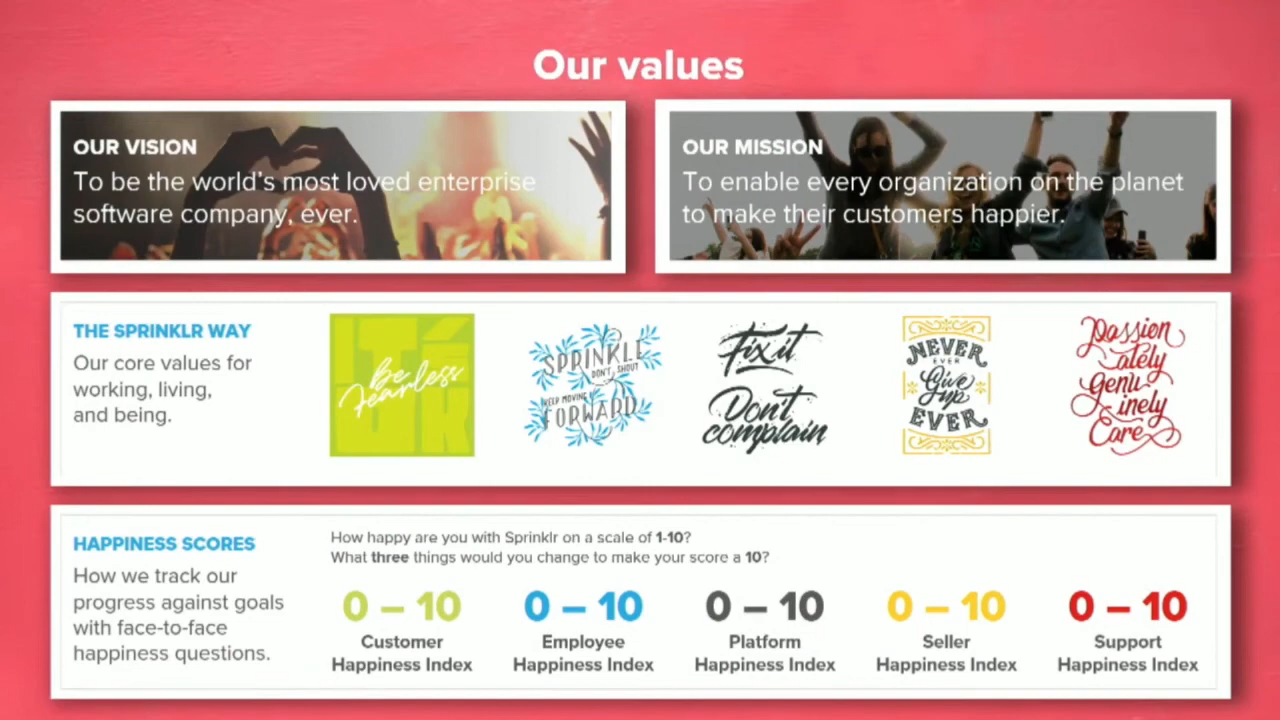 Our values
OUR VISION
To be the world's most loved enterprise
software company, ever.
OUR MISSION
To enable every organization on the planet
to make their customers happier.
THE SPRINKLR WAY
Our core values for
working, living,
and being.
Be
Fearless
SPRINKLE
DON'T SHOUT
KEEP MOVING
FORWARD
Fix it
Don't
complain
NEVER
EVER
Give
up
EVER
Passion
ately
Genu-
inely
Care
HAPPINESS SCORES
How we track our
progress against goals
with face-to-face
happiness questions.
How happy are you with Sprinklr on a scale of 1-10?
What three things would you change to make your score a 10?
0 – 10 0 – 10 0 – 10 0 – 10 0 – 10
Customer Employee Platform Seller Support
Happiness Index Happiness Index Happiness Index Happiness Index Happiness Index